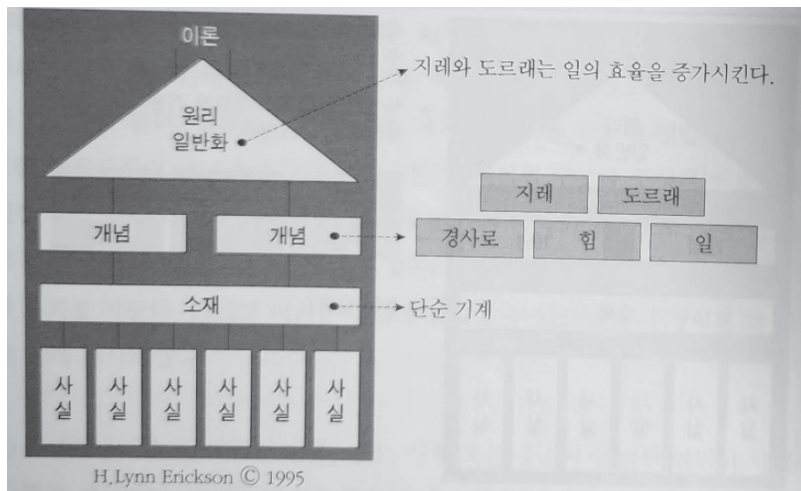 이론
원리
일반화
지레와 도르래는 일의 효율을 증가시킨다.
지레 도르래
개념 개념 경사로 힘 일
소재 단순 기계
사실 사실 사실 사실 사실 사실
H.Lynn Erickson © 1995